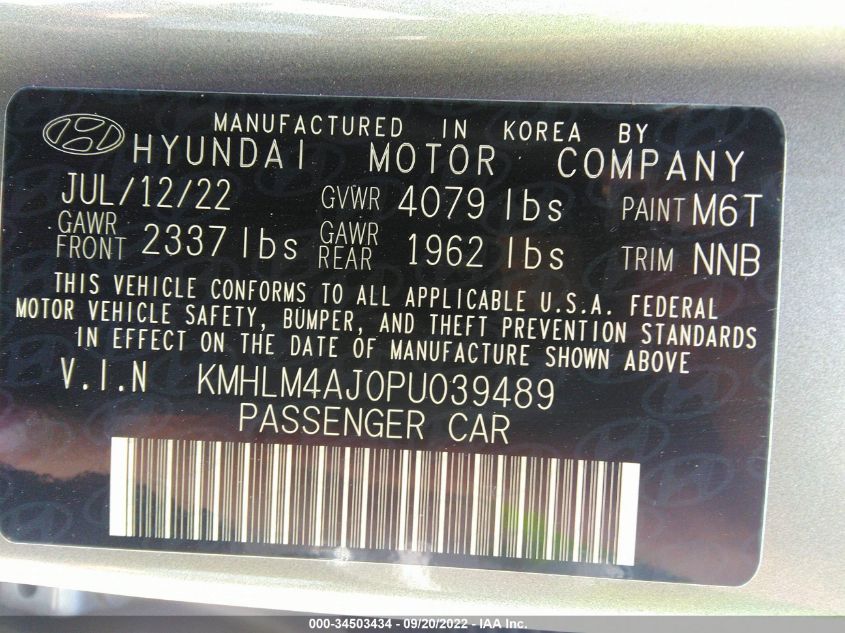 MANUFACTURED IN KOREA BY
HYUNDAI MOTOR COMPANY
JUL/12/22 GVWR 4079 lbs PAINT M6T
GAWR FRONT 2337 lbs GAWR REAR 1962 lbs TRIM NNB
THIS VEHICLE CONFORMS TO ALL APPLICABLE U.S.A. FEDERAL
MOTOR VEHICLE SAFETY, BUMPER, AND THEFT PREVENTION STANDARDS
IN EFFECT ON THE DATE OF MANUFACTURE SHOWN ABOVE
V.I.N KMHLM4AJ0PU039489
PASSENGER CAR
000-34503434 - 09/20/2022 - IAA Inc.